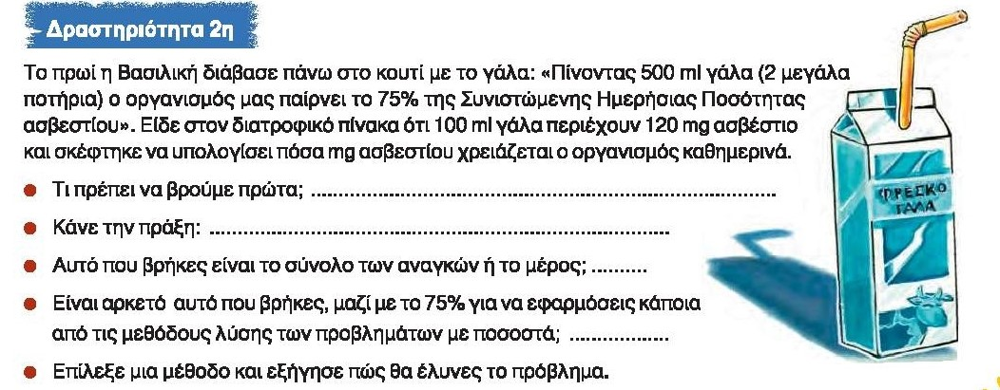 Δραστηριότητα 2η
Το πρωί η Βασιλική διάβασε πάνω στο κουτί με το γάλα: «Πίνοντας 500 ml γάλα (2 μεγάλα
ποτήρια) ο οργανισμός μας παίρνει το 75% της Συνιστώμενης Ημερήσιας Ποσότητας
ασβεστίου». Είδε στον διατροφικό πίνακα ότι 100 ml γάλα περιέχουν 120 mg ασβέστιο
και σκέφτηκε να υπολογίσει πόσα mg ασβεστίου χρειάζεται ο οργανισμός καθημερινά.
● Τι πρέπει να βρούμε πρώτα; ....................................................................................
● Κάνε την πράξη: ....................................................................................
● Αυτό που βρήκες είναι το σύνολο των αναγκών ή το μέρος; ..........
● Είναι αρκετό αυτό που βρήκες, μαζί με το 75% για να εφαρμόσεις κάποια
από τις μεθόδους λύσης των προβλημάτων με ποσοστά; ..................
● Επίλεξε μια μέθοδο και εξήγησε πώς θα έλυνες το πρόβλημα.
ΦΡΕΣΚΟ
ΓΑΛΑ